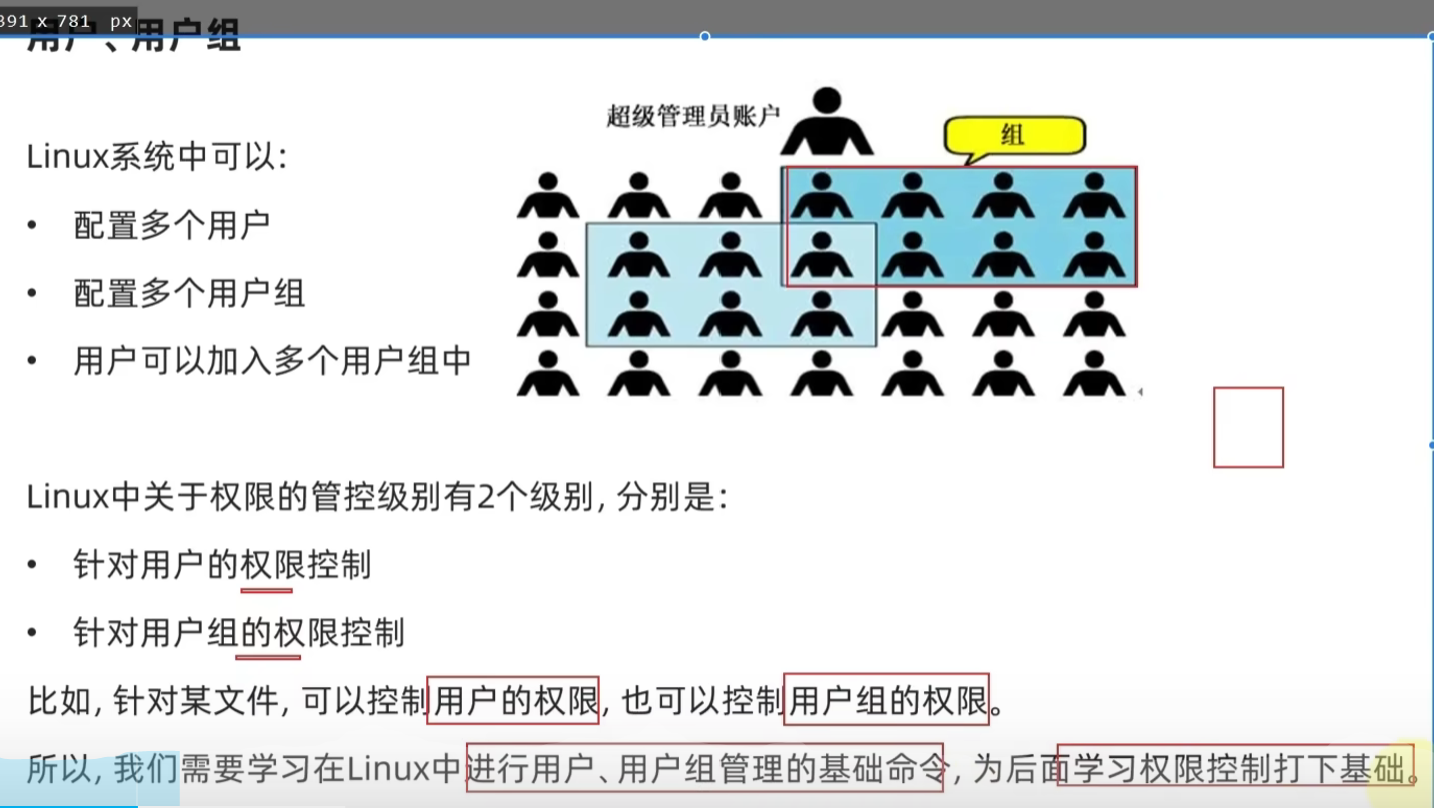 391 x 781 px
用户、用户组
超级管理员账户
组
Linux系统中可以：
• 配置多个用户
• 配置多个用户组
• 用户可以加入多个用户组中
Linux中关于权限的管控级别有2个级别, 分别是：
• 针对用户的权限控制
• 针对用户组的权限控制
比如, 针对某文件, 可以控制用户的权限, 也可以控制用户组的权限。
所以, 我们需要学习在Linux中进行用户、用户组管理的基础命令, 为后面学习权限控制打下基础。